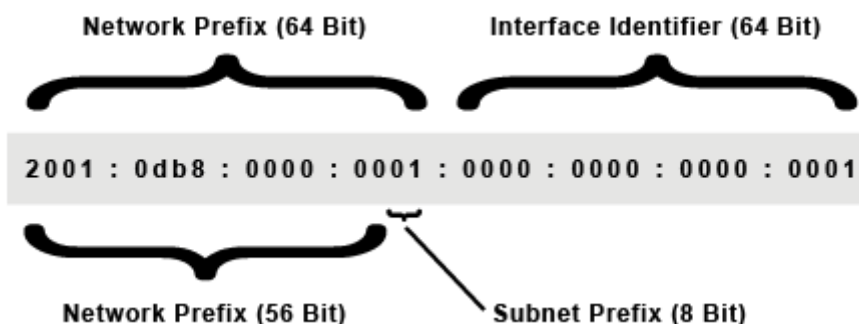 Network Prefix (64 Bit) Interface Identifier (64 Bit)
2001 : 0db8 : 0000 : 0001 : 0000 : 0000 : 0000 : 0001
Network Prefix (56 Bit) Subnet Prefix (8 Bit)